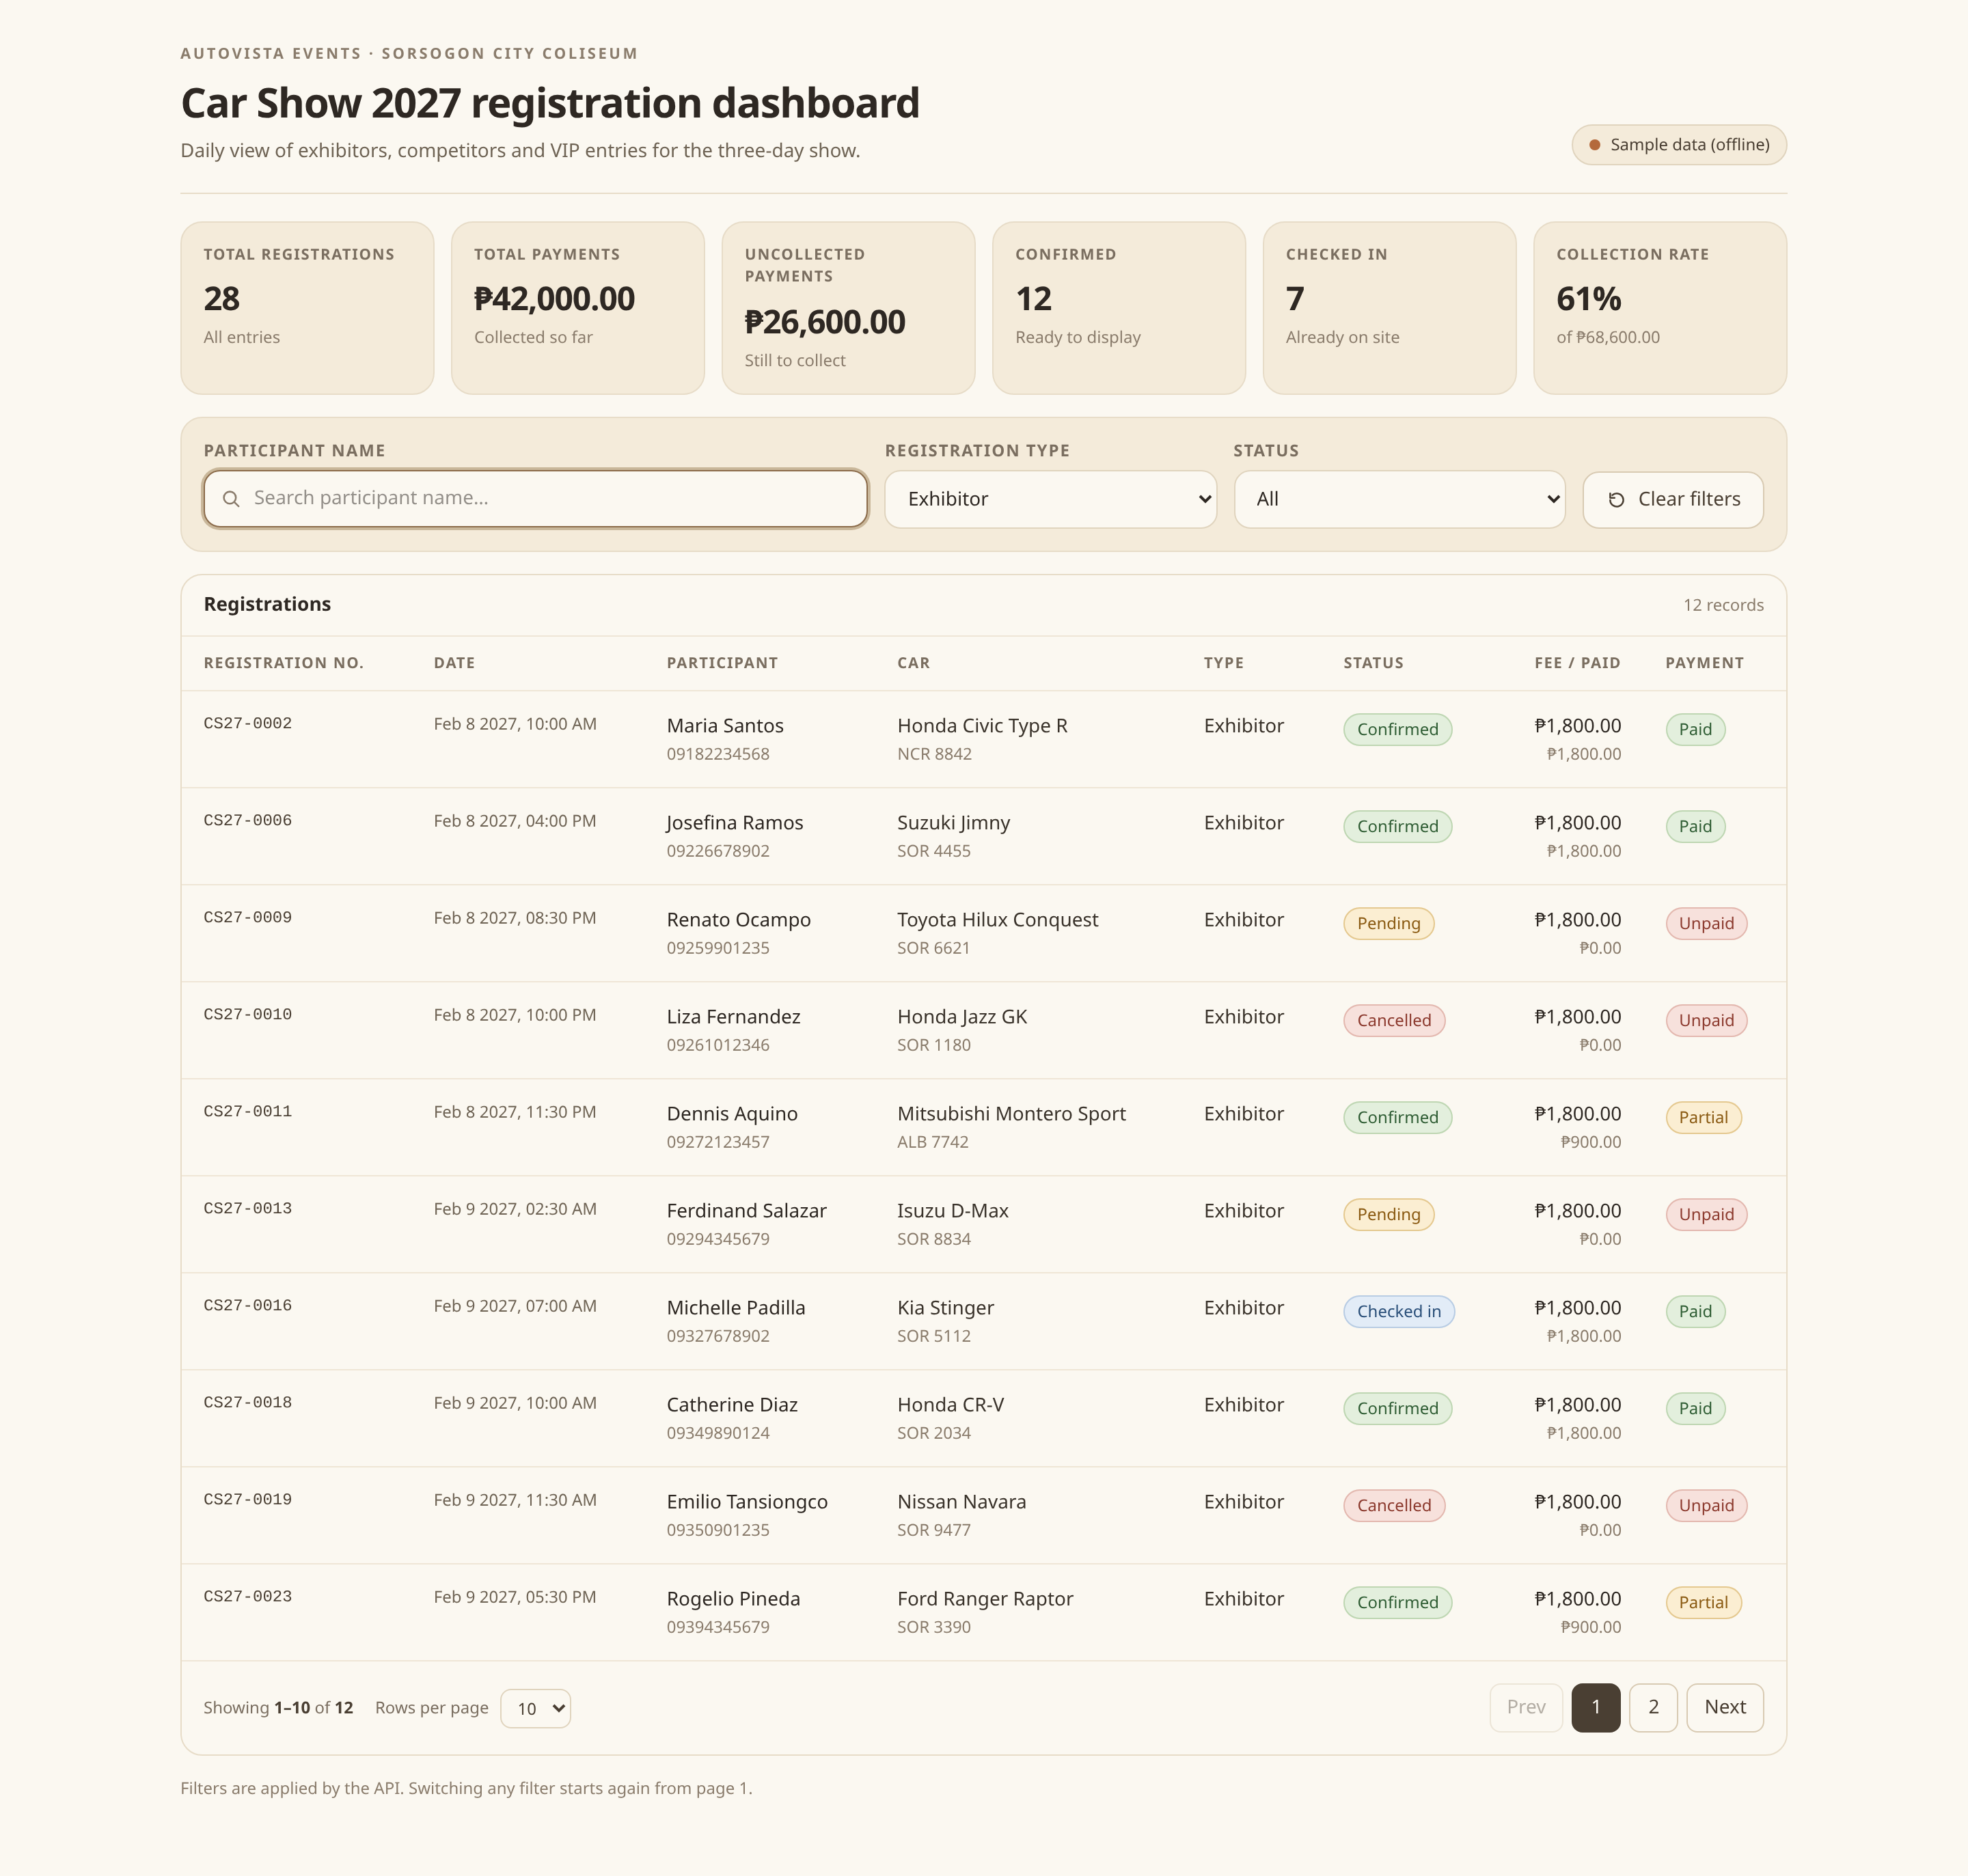 AUTOVISTA EVENTS · SORSOGON CITY COLISEUM
Car Show 2027 registration dashboard
Daily view of exhibitors, competitors and VIP entries for the three-day show.
Sample data (offline)
TOTAL REGISTRATIONS
28
All entries
TOTAL PAYMENTS
₱42,000.00
Collected so far
UNCOLLECTED
PAYMENTS
₱26,600.00
Still to collect
CONFIRMED
12
Ready to display
CHECKED IN
7
Already on site
COLLECTION RATE
61%
of ₱68,600.00
PARTICIPANT NAME
Search participant name...
REGISTRATION TYPE
Exhibitor
STATUS
All
Clear filters
Registrations
12 records
REGISTRATION NO. DATE PARTICIPANT CAR TYPE STATUS FEE / PAID PAYMENT
CS27-0002 Feb 8 2027, 10:00 AM Maria Santos Honda Civic Type R Exhibitor Confirmed ₱1,800.00 Paid
09182234568 NCR 8842 ₱1,800.00
CS27-0006 Feb 8 2027, 04:00 PM Josefina Ramos Suzuki Jimny Exhibitor Confirmed ₱1,800.00 Paid
09226678902 SOR 4455 ₱1,800.00
CS27-0009 Feb 8 2027, 08:30 PM Renato Ocampo Toyota Hilux Conquest Exhibitor Pending ₱1,800.00 Unpaid
09259901235 SOR 6621 ₱0.00
CS27-0010 Feb 8 2027, 10:00 PM Liza Fernandez Honda Jazz GK Exhibitor Cancelled ₱1,800.00 Unpaid
09261012346 SOR 1180 ₱0.00
CS27-0011 Feb 8 2027, 11:30 PM Dennis Aquino Mitsubishi Montero Sport Exhibitor Confirmed ₱1,800.00 Partial
09272123457 ALB 7742 ₱900.00
CS27-0013 Feb 9 2027, 02:30 AM Ferdinand Salazar Isuzu D-Max Exhibitor Pending ₱1,800.00 Unpaid
09294345679 SOR 8834 ₱0.00
CS27-0016 Feb 9 2027, 07:00 AM Michelle Padilla Kia Stinger Exhibitor Checked in ₱1,800.00 Paid
09327678902 SOR 5112 ₱1,800.00
CS27-0018 Feb 9 2027, 10:00 AM Catherine Diaz Honda CR-V Exhibitor Confirmed ₱1,800.00 Paid
09349890124 SOR 2034 ₱1,800.00
CS27-0019 Feb 9 2027, 11:30 AM Emilio Tansiongco Nissan Navara Exhibitor Cancelled ₱1,800.00 Unpaid
09350901235 SOR 9477 ₱0.00
CS27-0023 Feb 9 2027, 05:30 PM Rogelio Pineda Ford Ranger Raptor Exhibitor Confirmed ₱1,800.00 Partial
09394345679 SOR 3390 ₱900.00
Showing 1–10 of 12 Rows per page 10 Prev 1 2 Next
Filters are applied by the API. Switching any filter starts again from page 1.